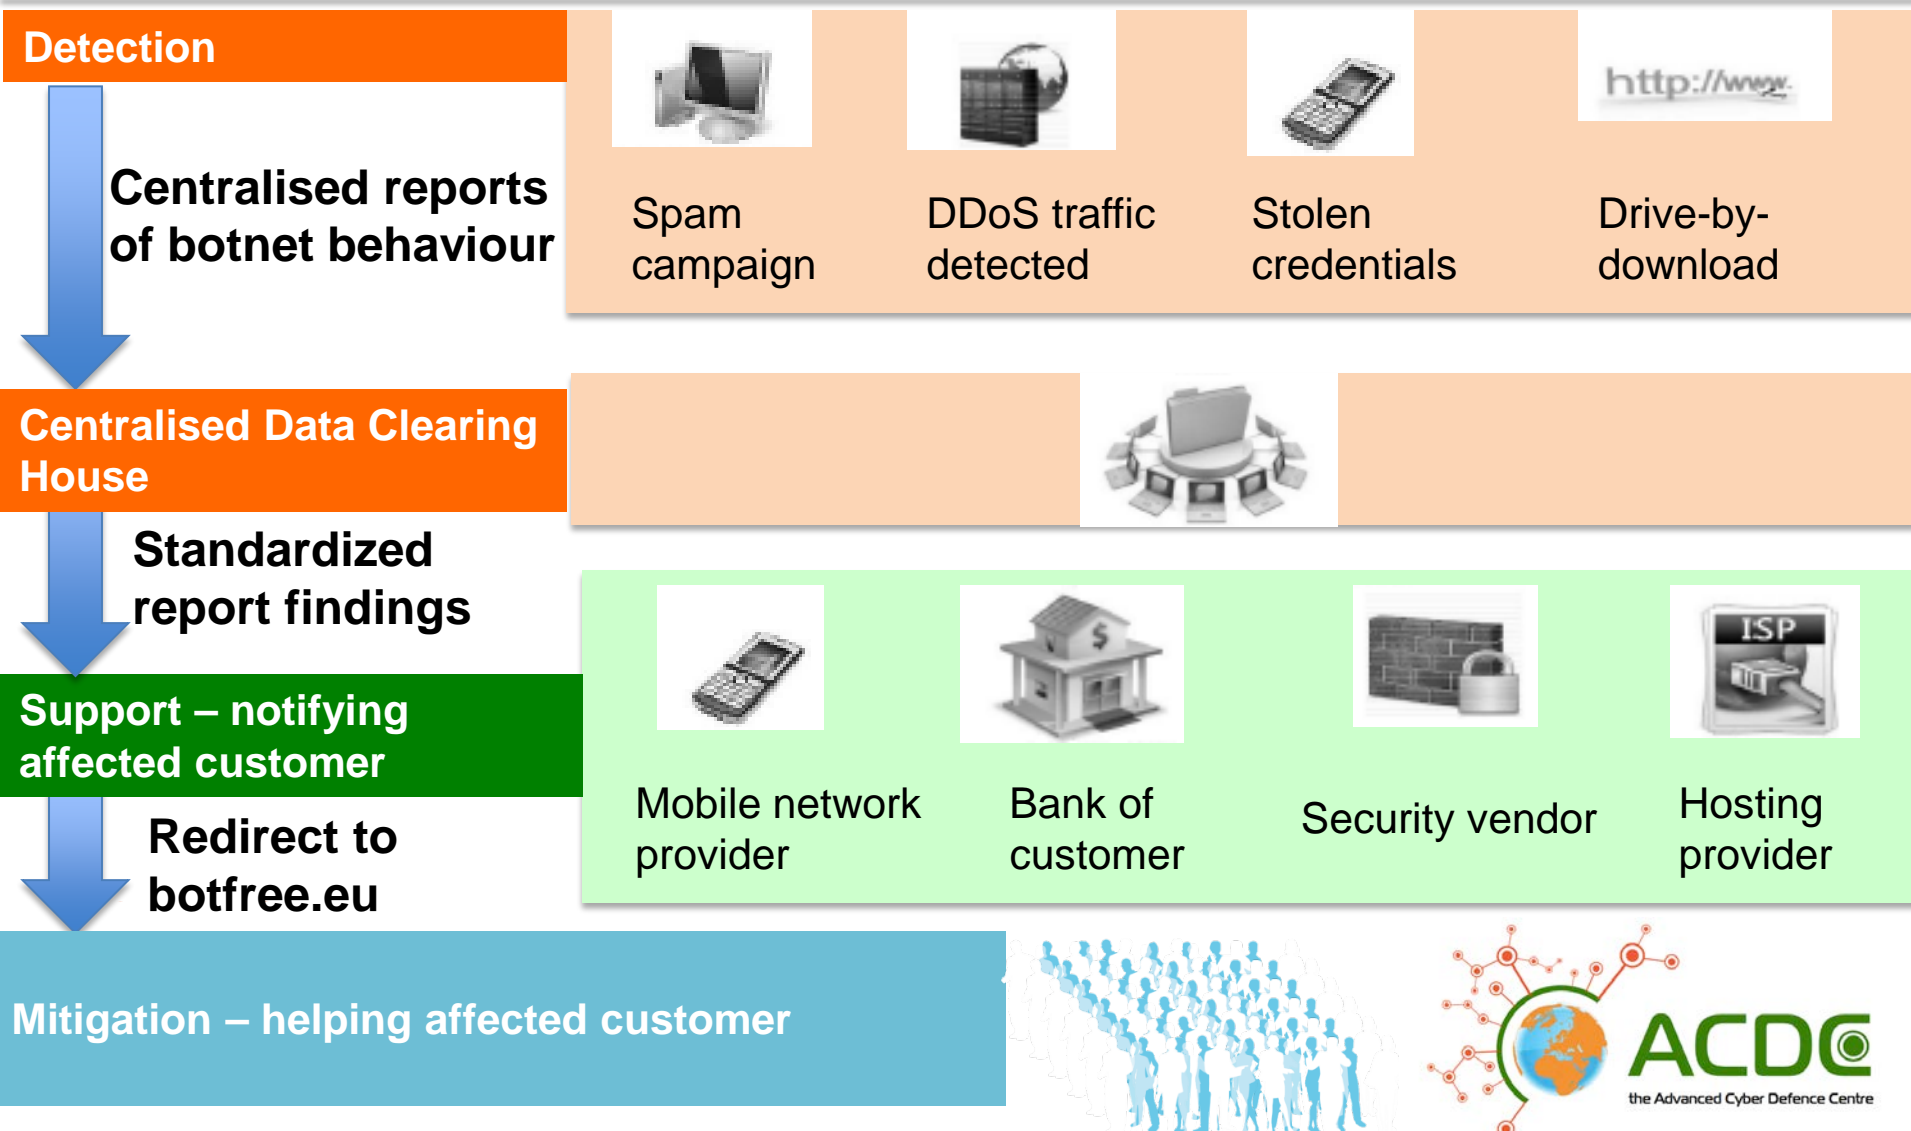 Detection
http://www.
Centralised reports
of botnet behaviour
Spam
campaign
DDoS traffic
detected
Stolen
credentials
Drive-by-
download
Centralised Data Clearing
House
Standardized
report findings
Support – notifying
affected customer
$
ISP
Mobile network
provider
Bank of
customer
Security vendor
Hosting
provider
Redirect to
botfree.eu
Mitigation – helping affected customer
ACDC
the Advanced Cyber Defence Centre